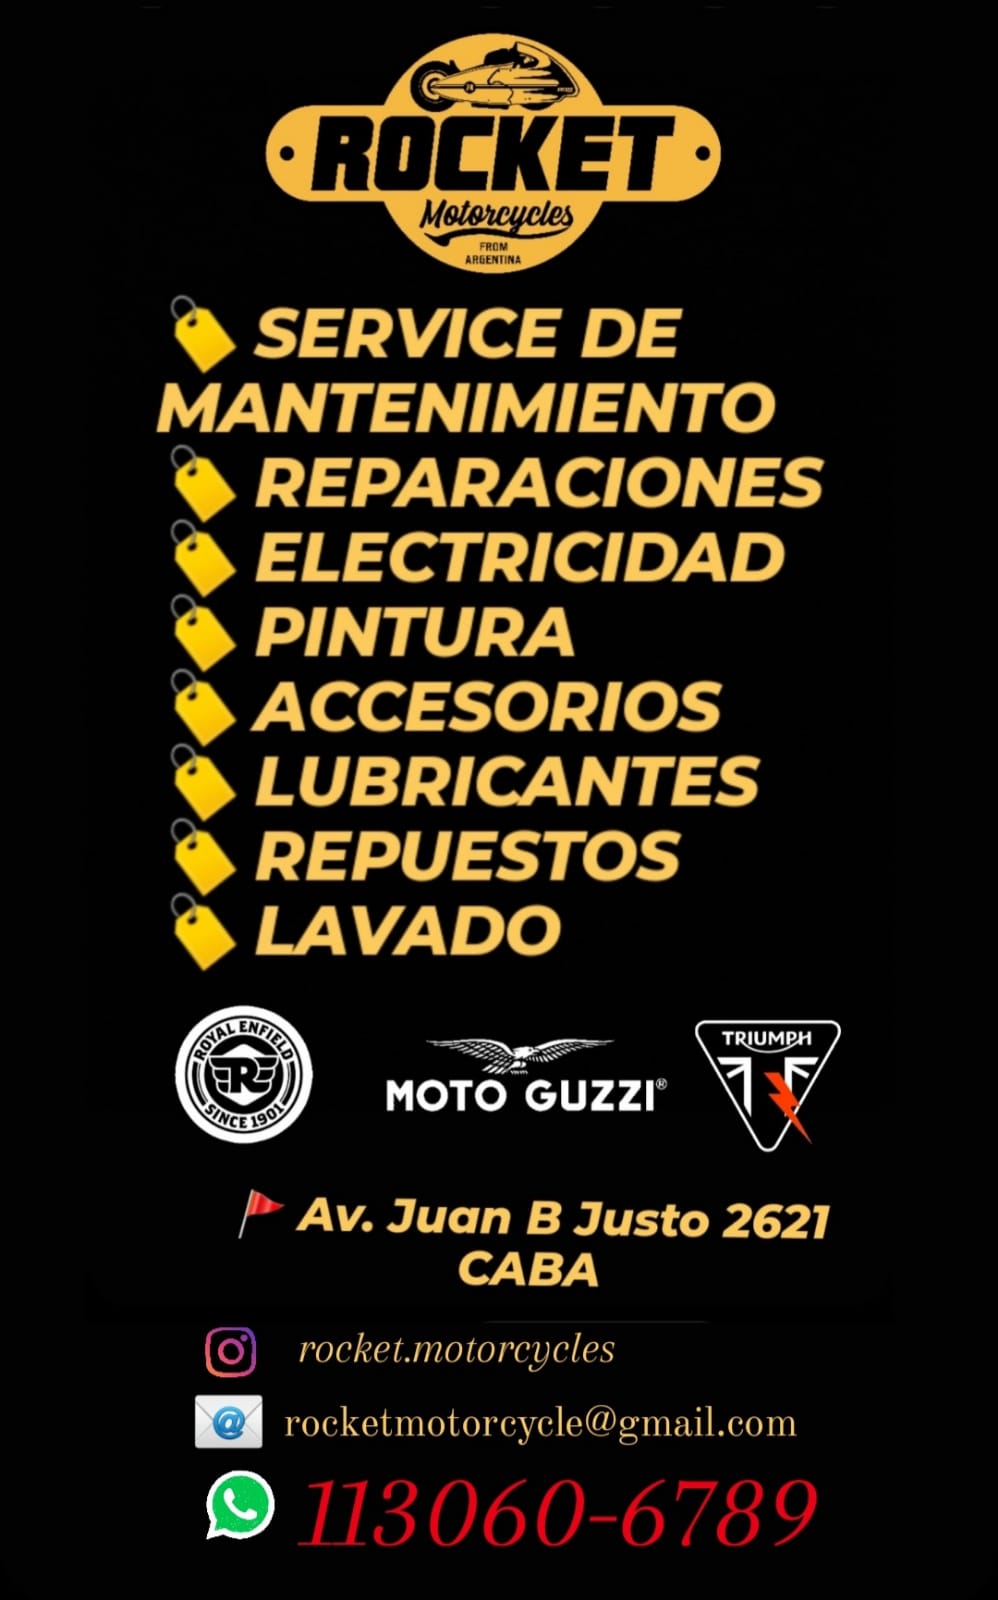 ROCKET
Motorcycles
FROM
ARGENTINA
SERVICE DE
MANTENIMIENTO
REPARACIONES
ELECTRICIDAD
PINTURA
ACCESORIOS
LUBRICANTES
REPUESTOS
LAVADO
ROYAL ENFIELD
R
SINCE 1901
MOTO GUZZI®
TRIUMPH
Av. Juan B Justo 2621
CABA
rocket.motorcycles
@ rocketmotorcycle@gmail.com
113060-6789